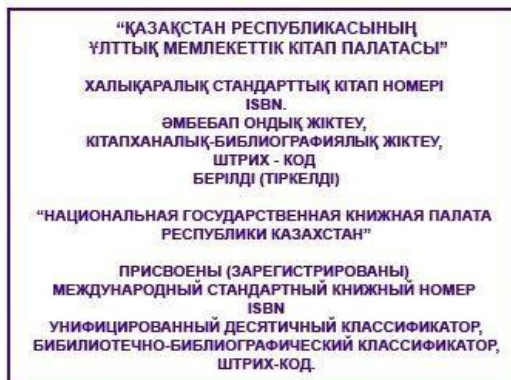 “ҚАЗАҚСТАН РЕСПУБЛИКАСЫНЫҢ
ҰЛТТЫҚ МЕМЛЕКЕТТІК КІТАП ПАЛАТАСЫ”
ХАЛЫҚАРАЛЫҚ СТАНДАРТТЫҚ КІТАП НОМЕРІ
ISBN.
ӘМБЕБАП ОНДЫҚ ЖІКТЕУ,
КІТАПХАНАЛЫҚ-БИБЛИОГРАФИЯЛЫҚ ЖІКТЕУ,
ШТРИХ - КОД
БЕРІЛДІ (ТІРКЕЛДІ)
“НАЦИОНАЛЬНАЯ ГОСУДАРСТВЕННАЯ КНИЖНАЯ ПАЛАТА
РЕСПУБЛИКИ КАЗАХСТАН”
ПРИСВОЕНЫ (ЗАРЕГИСТРИРОВАНЫ)
МЕЖДУНАРОДНЫЙ СТАНДАРТНЫЙ КНИЖНЫЙ НОМЕР
ISBN
УНИФИЦИРОВАННЫЙ ДЕСЯТИЧНЫЙ КЛАССИФИКАТОР,
БИБИЛИОТЕЧНО-БИБЛИОГРАФИЧЕСКИЙ КЛАССИФИКАТОР,
ШТРИХ-КОД.